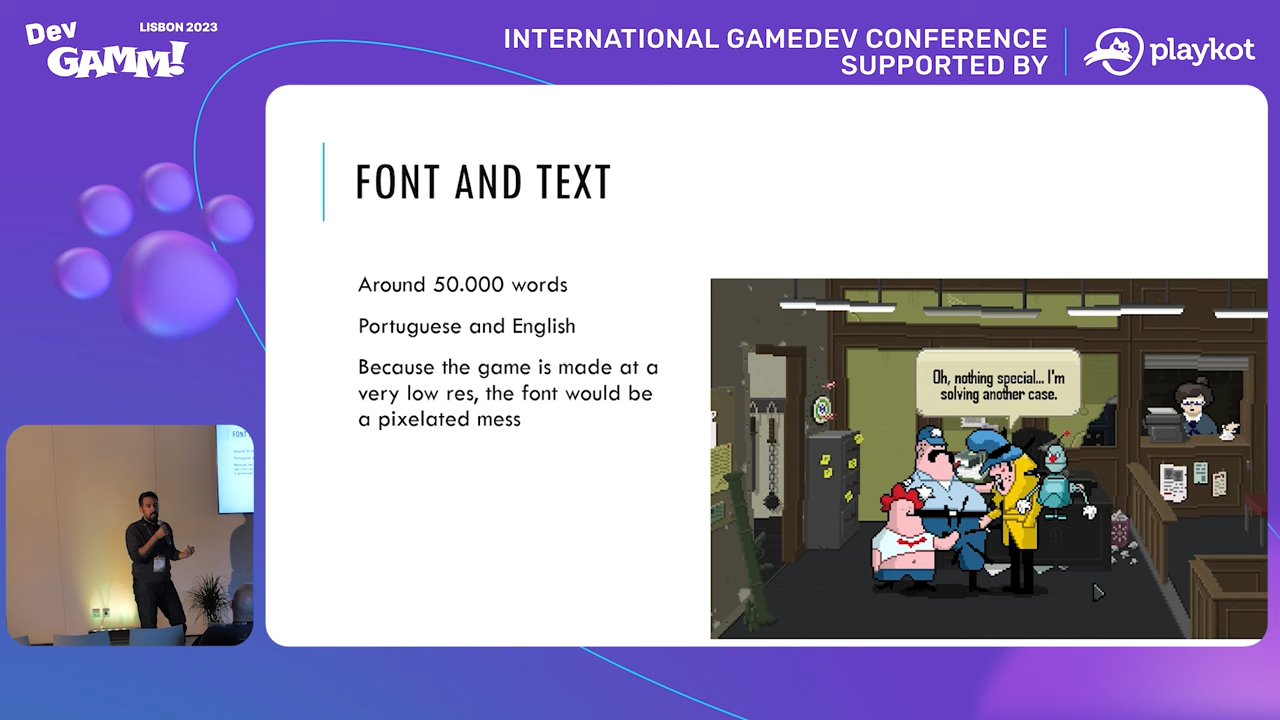 Dev
GAMM!
LISBON 2023
INTERNATIONAL GAMEDEV CONFERENCE
SUPPORTED BY
playkot
FONT AND TEXT
Around 50.000 words
Portuguese and English
Because the game is made at a
very low res, the font would be
a pixelated mess
Oh, nothing special... I'm
solving another case.